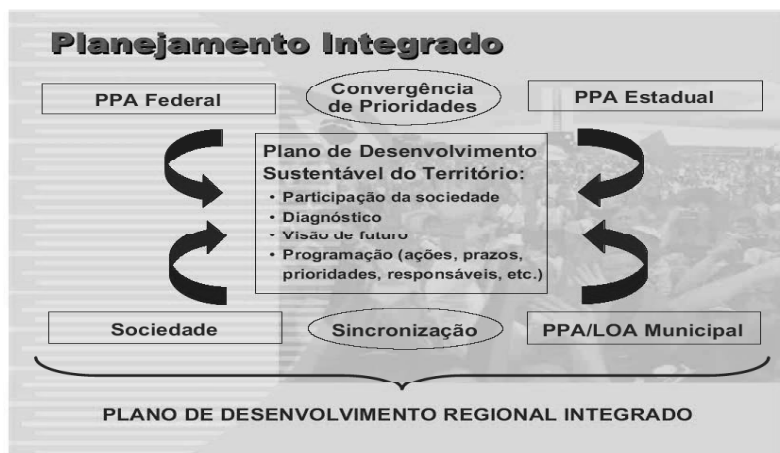 Planejamento Integrado
PPA Federal
Convergência
de Prioridades
PPA Estadual
Plano de Desenvolvimento
Sustentável do Território:
• Participação da sociedade
• Diagnóstico
• Visão de futuro
• Programação (ações, prazos,
prioridades, responsáveis, etc.)
Sociedade
Sincronização
PPA/LOA Municipal
PLANO DE DESENVOLVIMENTO REGIONAL INTEGRADO